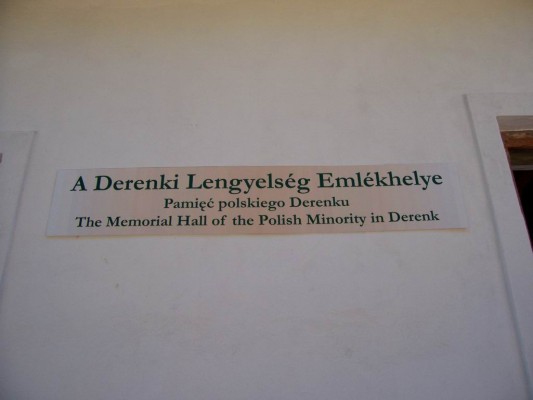 A Derenki Lengyelség Emlékhelye
Pamięć polskiego Derenku
The Memorial Hall of the Polish Minority in Derenk